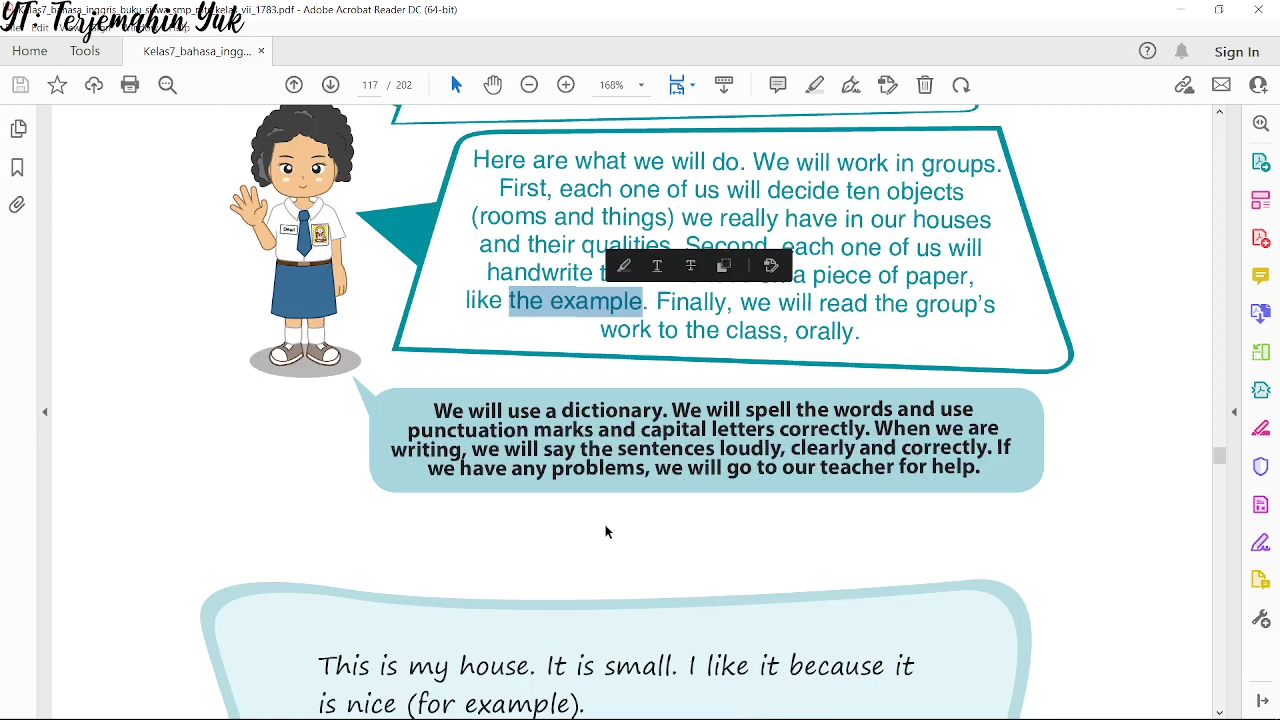 Kelas7_bahasa_inggris_buku_siswa_smp_mts_kelas_vii_1783.pdf - Adobe Acrobat Reader DC (64-bit)
YT: Terjemahin Yuk
Home Tools Kelas7_bahasa_ingg... × Sign In
117 / 202 168%
Here are what we will do. We will work in groups.
First, each one of us will decide ten objects
(rooms and things) we really have in our houses
and their qualities. Second, each one of us will
handwrite a piece of paper,
like the example. Finally, we will read the group's
work to the class, orally.
Dewi
We will use a dictionary. We will spell the words and use
punctuation marks and capital letters correctly. When we are
writing, we will say the sentences loudly, clearly and correctly. If
we have any problems, we will go to our teacher for help.
This is my house. It is small. I like it because it
is nice (for example).